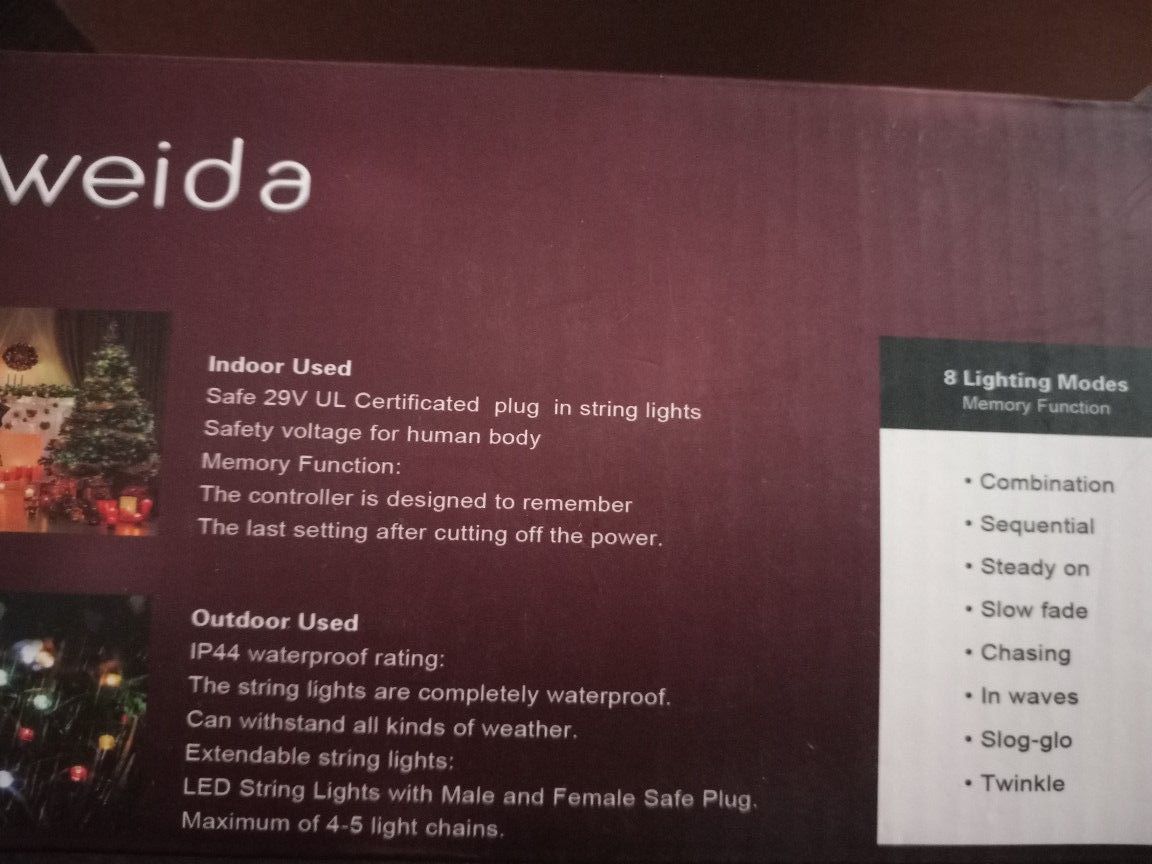 weida
Indoor Used
Safe 29V UL Certificated plug in string lights
Safety voltage for human body
Memory Function:
The controller is designed to remember
The last setting after cutting off the power.
Outdoor Used
IP44 waterproof rating:
The string lights are completely waterproof.
Can withstand all kinds of weather.
Extendable string lights:
LED String Lights with Male and Female Safe Plug.
Maximum of 4-5 light chains.
8 Lighting Modes
Memory Function
• Combination
• Sequential
• Steady on
• Slow fade
• Chasing
• In waves
• Slog-glo
• Twinkle